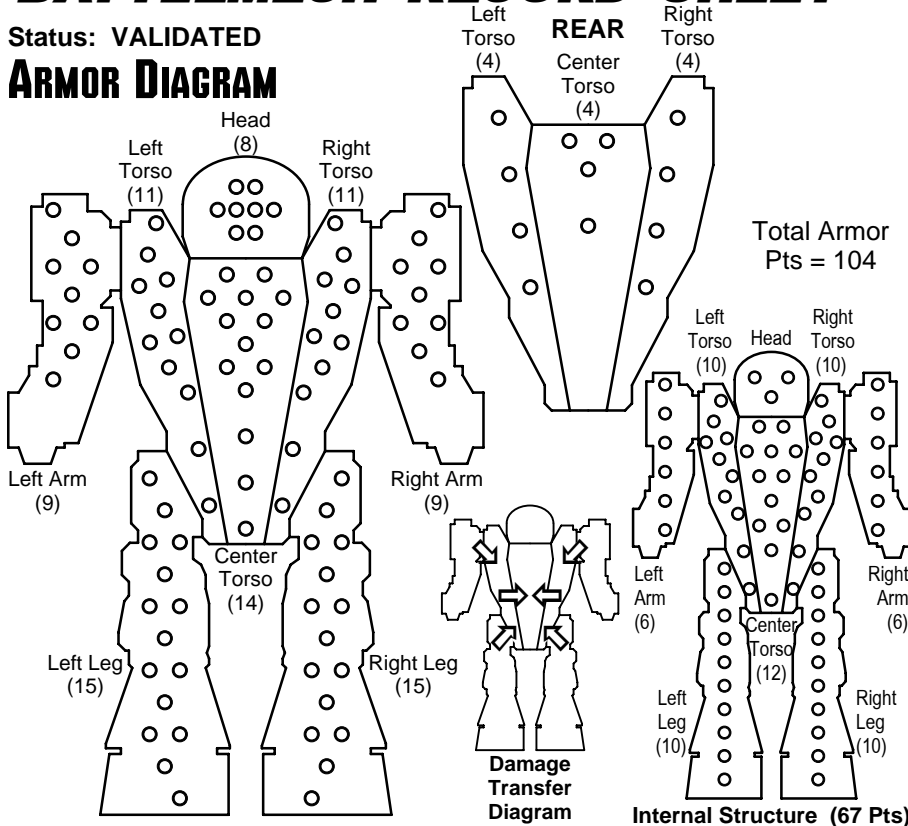 BATTLEMECH RECORD SHEET
Status: VALIDATED
ARMOR DIAGRAM
REAR
Left
Torso
(4)
Center
Torso
(4)
Right
Torso
(4)
Head
(8)
Left
Torso
(11)
Right
Torso
(11)
Left Arm
(9)
Right Arm
(9)
Center
Torso
(14)
Left Leg
(15)
Right Leg
(15)
Total Armor
Pts = 104
Left
Torso
(10)
Head
Right
Torso
(10)
Left
Arm
(6)
Right
Arm
(6)
Center
Torso
(12)
Left
Leg
(10)
Right
Leg
(10)
Damage
Transfer
Diagram
Internal Structure (67 Pts)